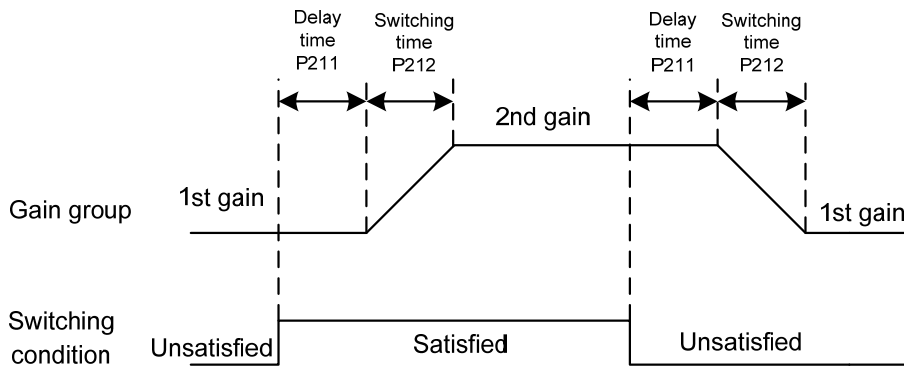 Delay
time
P211
Switching
time
P212
Delay
time
P211
Switching
time
P212
2nd gain
1st gain
Gain group
1st gain
Switching
condition
Unsatisfied
Satisfied
Unsatisfied